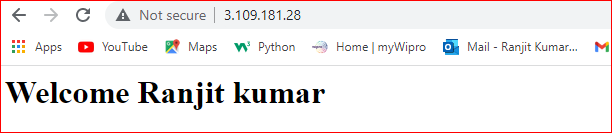 Not secure | 3.109.181.28
Apps YouTube Maps Python Home | myWipro Mail - Ranjit Kumar...
Welcome Ranjit kumar